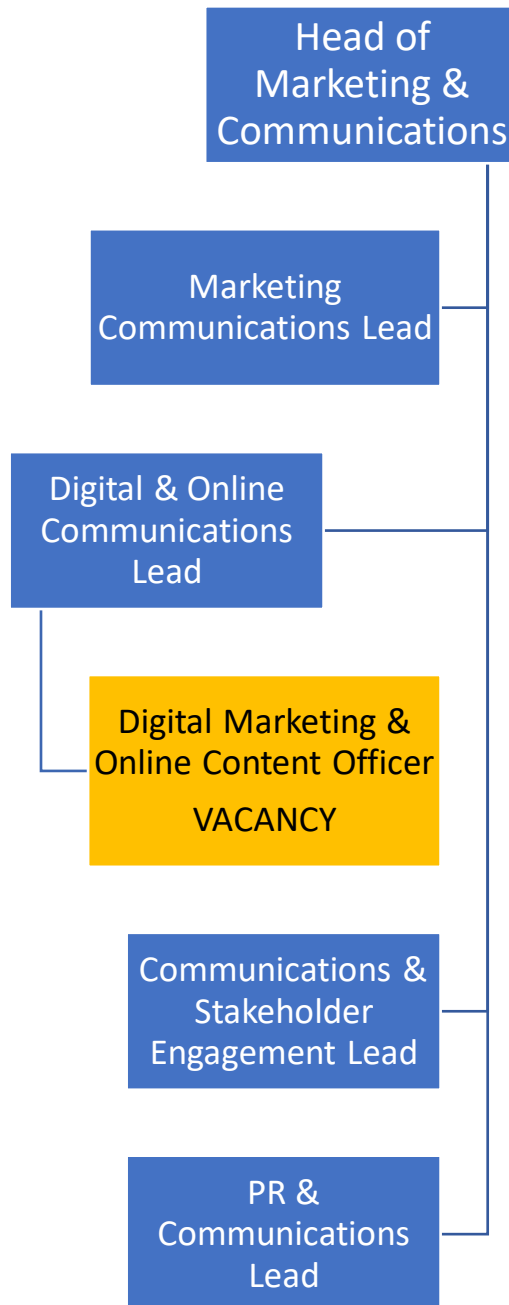 Head of
Marketing &
Communications
Marketing
Communications Lead
Digital & Online
Communications
Lead
Digital Marketing &
Online Content Officer
VACANCY
Communications &
Stakeholder
Engagement Lead
PR &
Communications
Lead